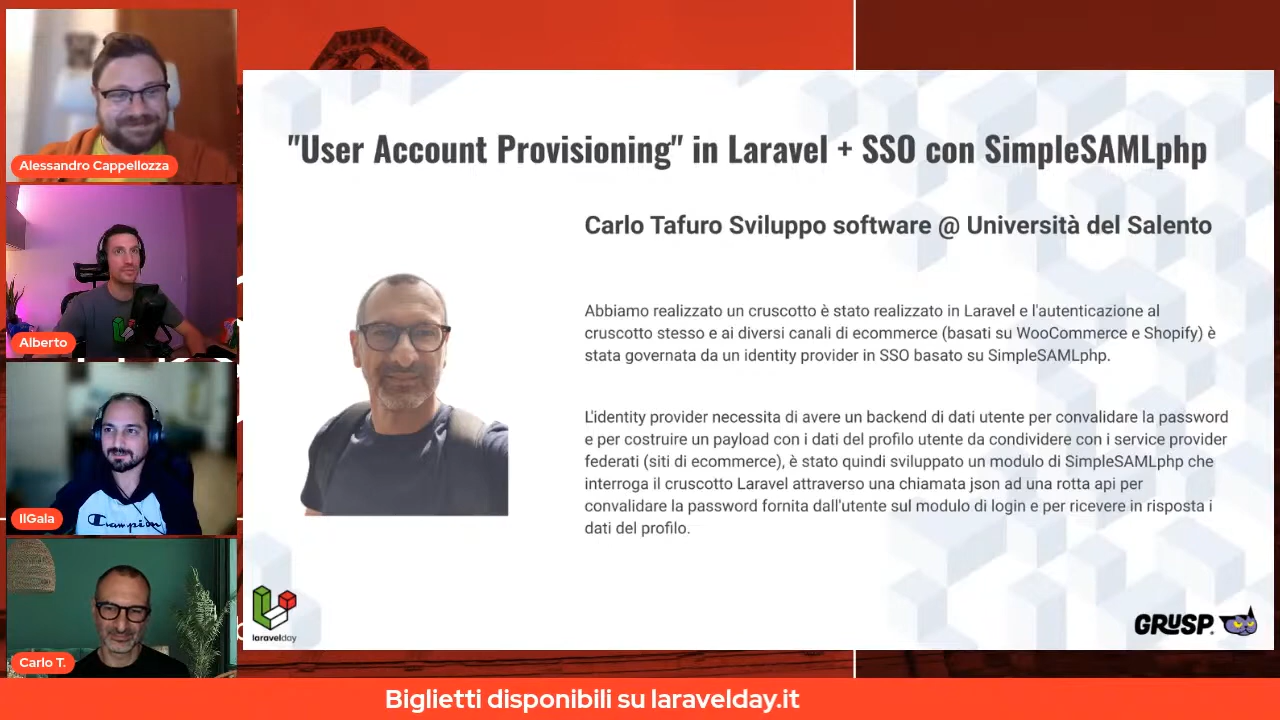 Alessandro Cappellozza
Alberto
Champion
IlGala
Carlo T.
"User Account Provisioning" in Laravel + SSO con SimpleSAMLphp
Carlo Tafuro Sviluppo software @ Università del Salento
Abbiamo realizzato un cruscotto è stato realizzato in Laravel e l'autenticazione al
cruscotto stesso e ai diversi canali di ecommerce (basati su WooCommerce e Shopify) è
stata governata da un identity provider in SSO basato su SimpleSAMLphp.
L'identity provider necessita di avere un backend di dati utente per convalidare la password
e per costruire un payload con i dati del profilo utente da condividere con i service provider
federati (siti di ecommerce), è stato quindi sviluppato un modulo di SimpleSAMLphp che
interroga il cruscotto Laravel attraverso una chiamata json ad una rotta api per
convalidare la password fornita dall'utente sul modulo di login e per ricevere in risposta i
dati del profilo.
laravelday
GRUSP.
Biglietti disponibili su laravelday.it